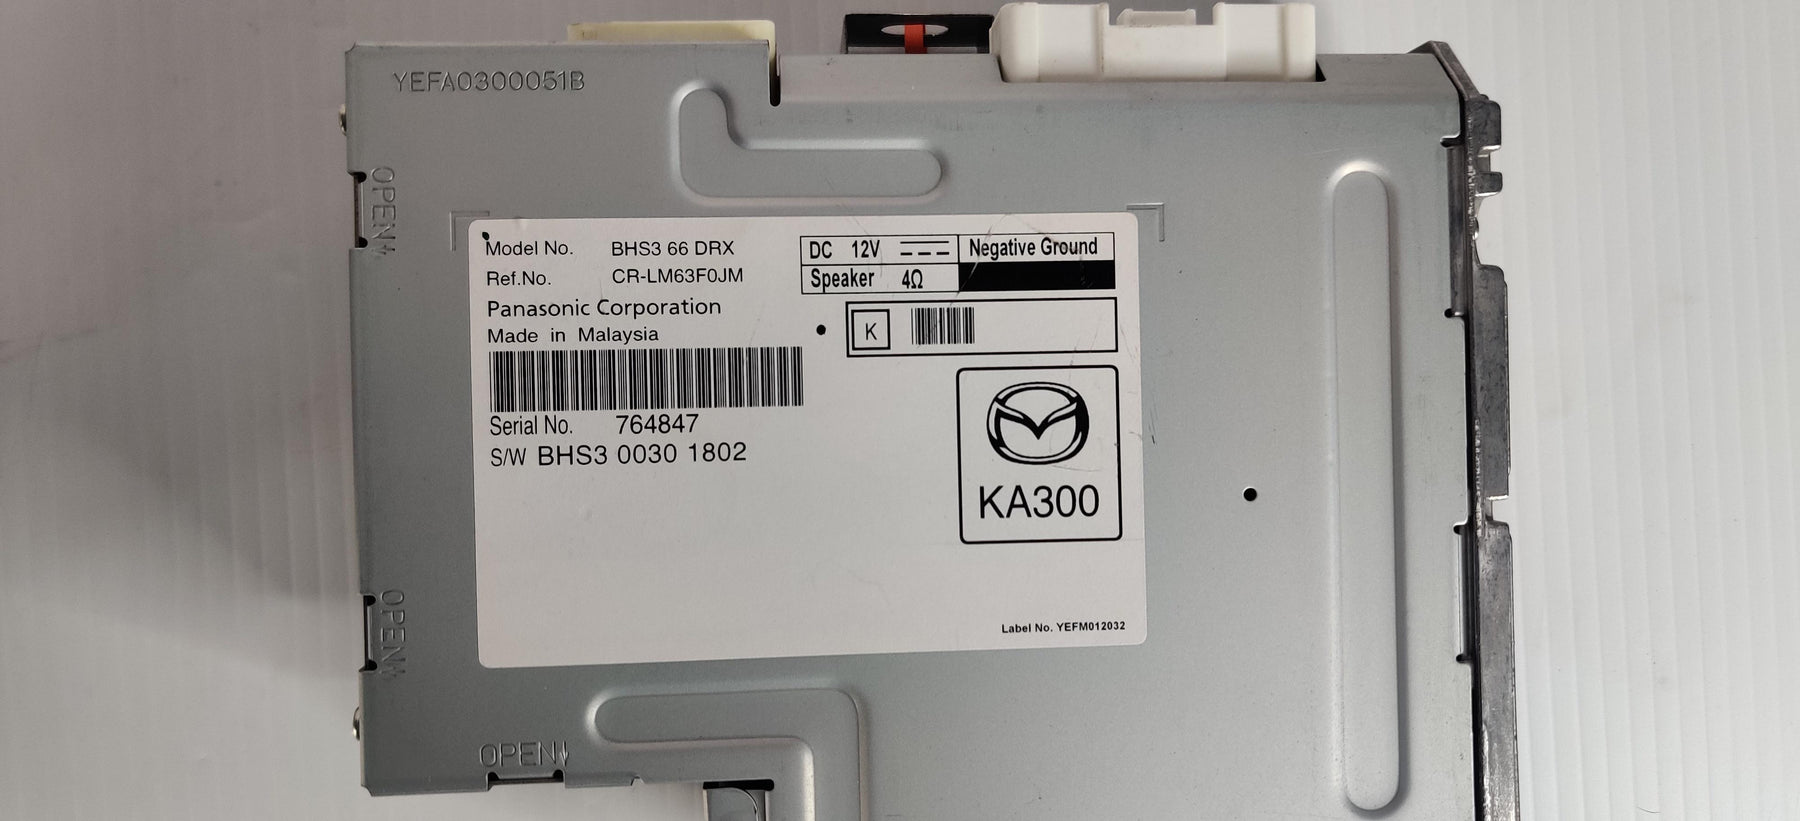 YEFA0300051B
OPEN
Model No. BHS3 66 DRX
DC 12V Negative Ground
Ref.No. CR-LM63F0JM
Speaker 4Ω
Panasonic Corporation
Made in Malaysia
K
Serial No. 764847
S/W BHS3 0030 1802
KA300
Label No. YEFM012032
OPEN
OPEN